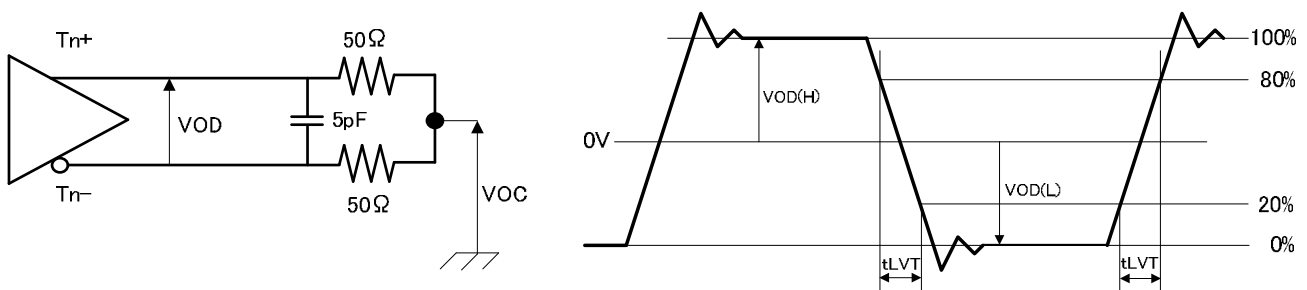 Tn+
50Ω
VOD
5pF
Tn−
50Ω
VOC
100%
80%
VOD(H)
0V
VOD(L)
20%
0%
tLVT
tLVT